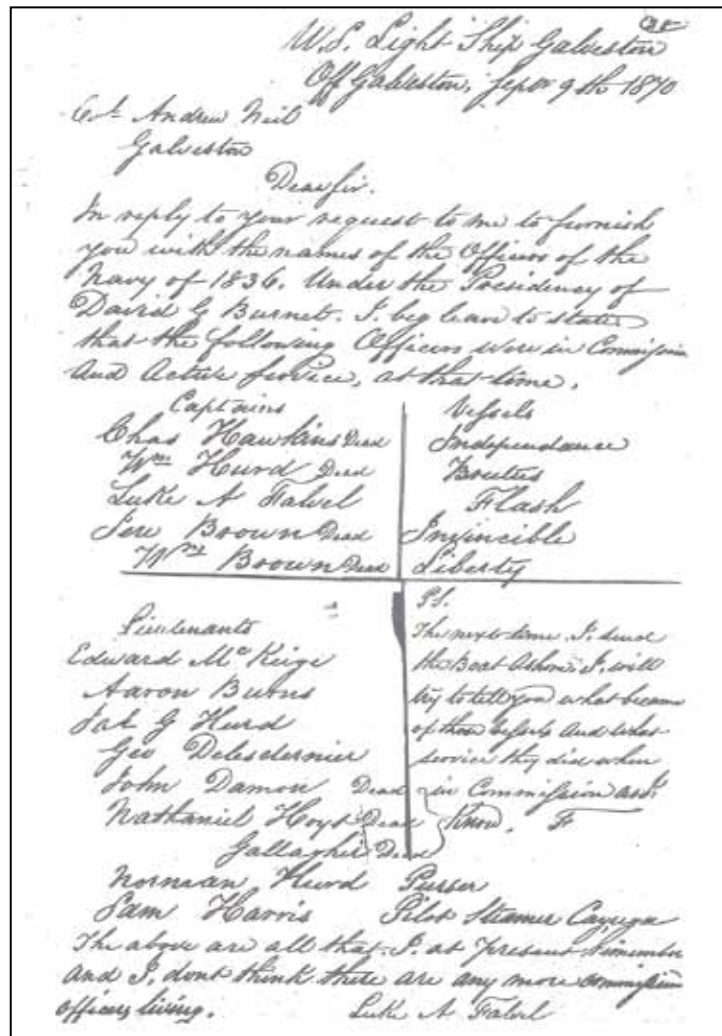 U.S. Light Ship Galveston
Off Galveston, Sept 9th 1870
Col. Andrew Neil
Galveston
Dear Sir.
In reply to your request to me to furnish
you with the names of the Officers of the
Navy of 1836. Under the Presidency of
David G Burnet. I beg leave to state
that the following Officers were in Commission
And Active Service, at that time.
Captains
Chas Hawkins Dead
Wm Hurd Dead
Luke A Falvel
Jere Brown Dead
Wm Brown Dead
Vessels
Independance
Brutus
Flash
Invincible
Liberty
Lieutenants
Edward Mc
Aaron Burns
G Hurd
Geo Delesdernier
John Damon Dead
Nathaniel Hoyt Dead
Gallagher Dead
Norman Hurd Purser
Sam Harris Pilot Steamer Cayuga
PS.
The next time I send
the Boat Ashore, I will
try to tell you what became
of those vessels And what
service they did when
in Commission as I
Know. F
The above are all that I at present remember
And I dont think there are any more commission
officers living.
Luke A Falvel